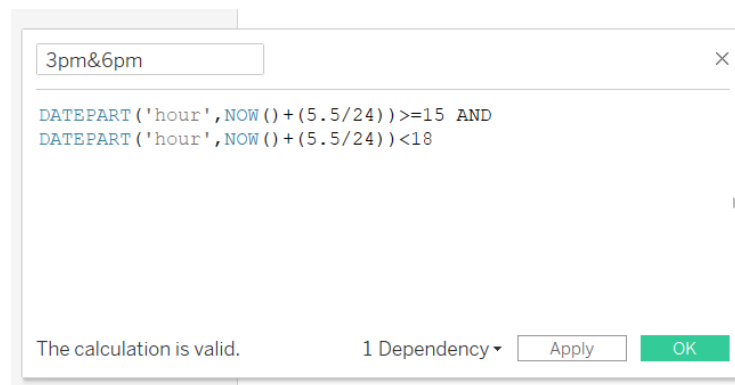 3pm&6pm
DATEPART('hour',NOW()+(5.5/24))>=15 AND
DATEPART('hour',NOW()+(5.5/24))<18
The calculation is valid.
1 Dependency
Apply
OK